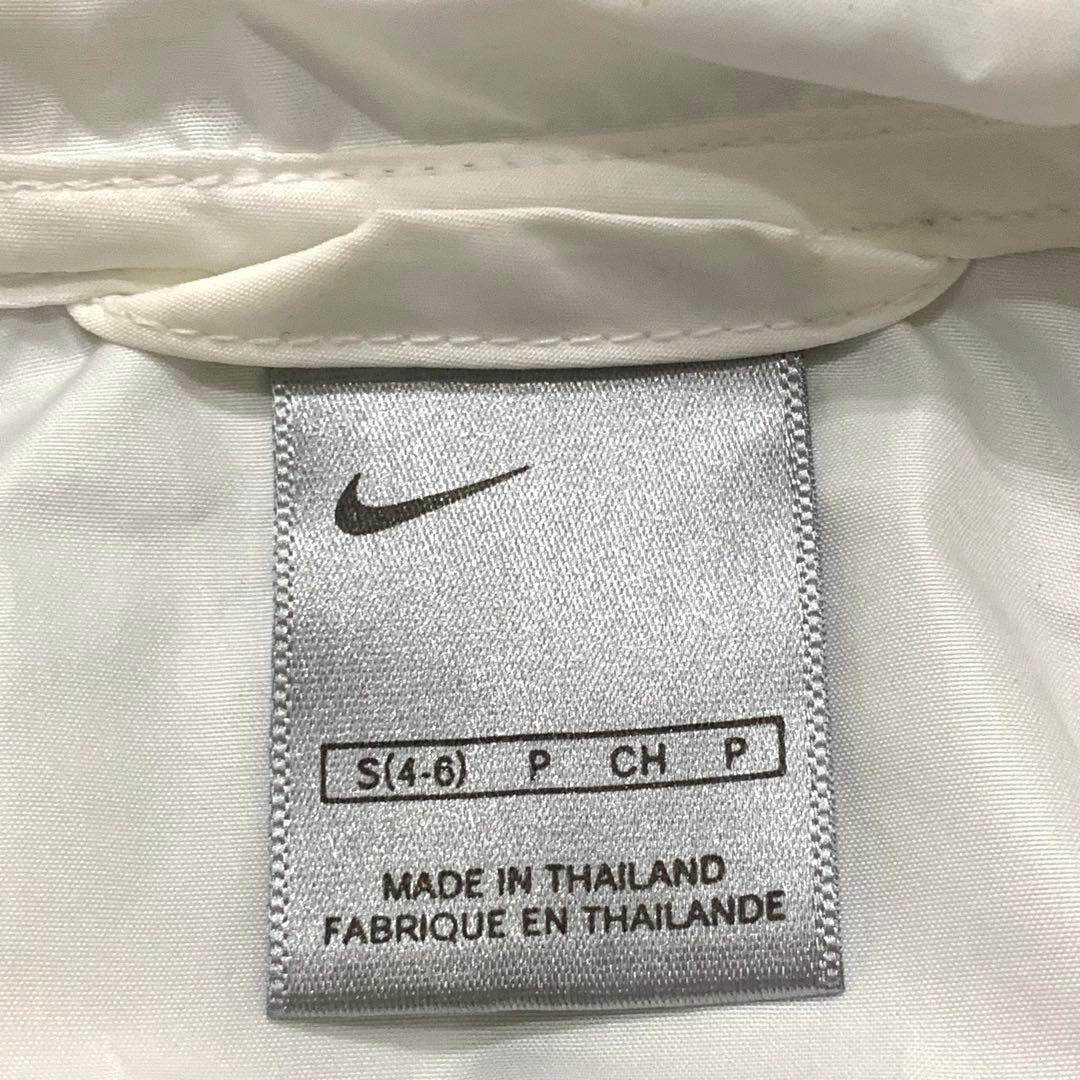 S(4-6) P CH P
MADE IN THAILAND
FABRIQUE EN THAILANDE